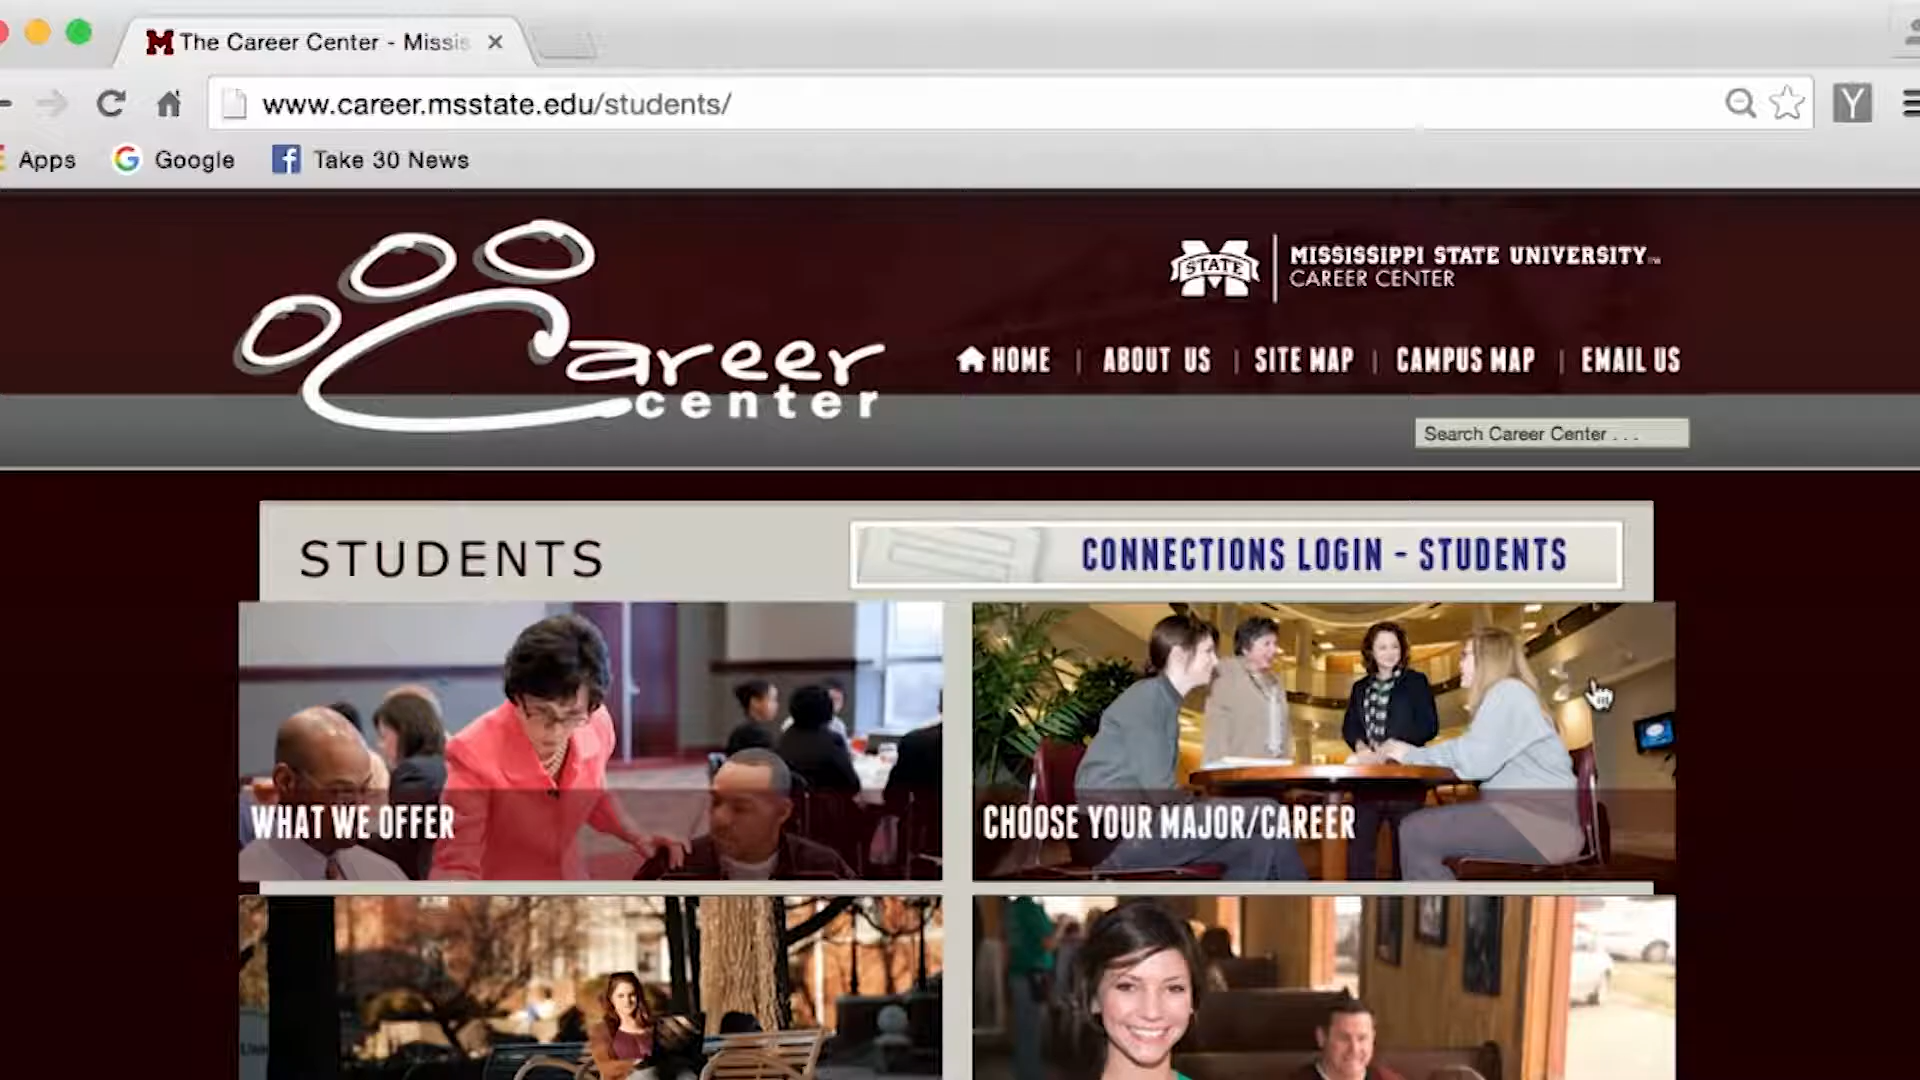 The Career Center - Missis
www.career.msstate.edu/students/
Y
Apps
Google
Take 30 News
STATE
MISSISSIPPI STATE UNIVERSITY™
CAREER CENTER
Career
center
HOME | ABOUT US | SITE MAP | CAMPUS MAP | EMAIL US
Search Career Center . . .
STUDENTS
CONNECTIONS LOGIN - STUDENTS
WHAT WE OFFER
CHOOSE YOUR MAJOR/CAREER